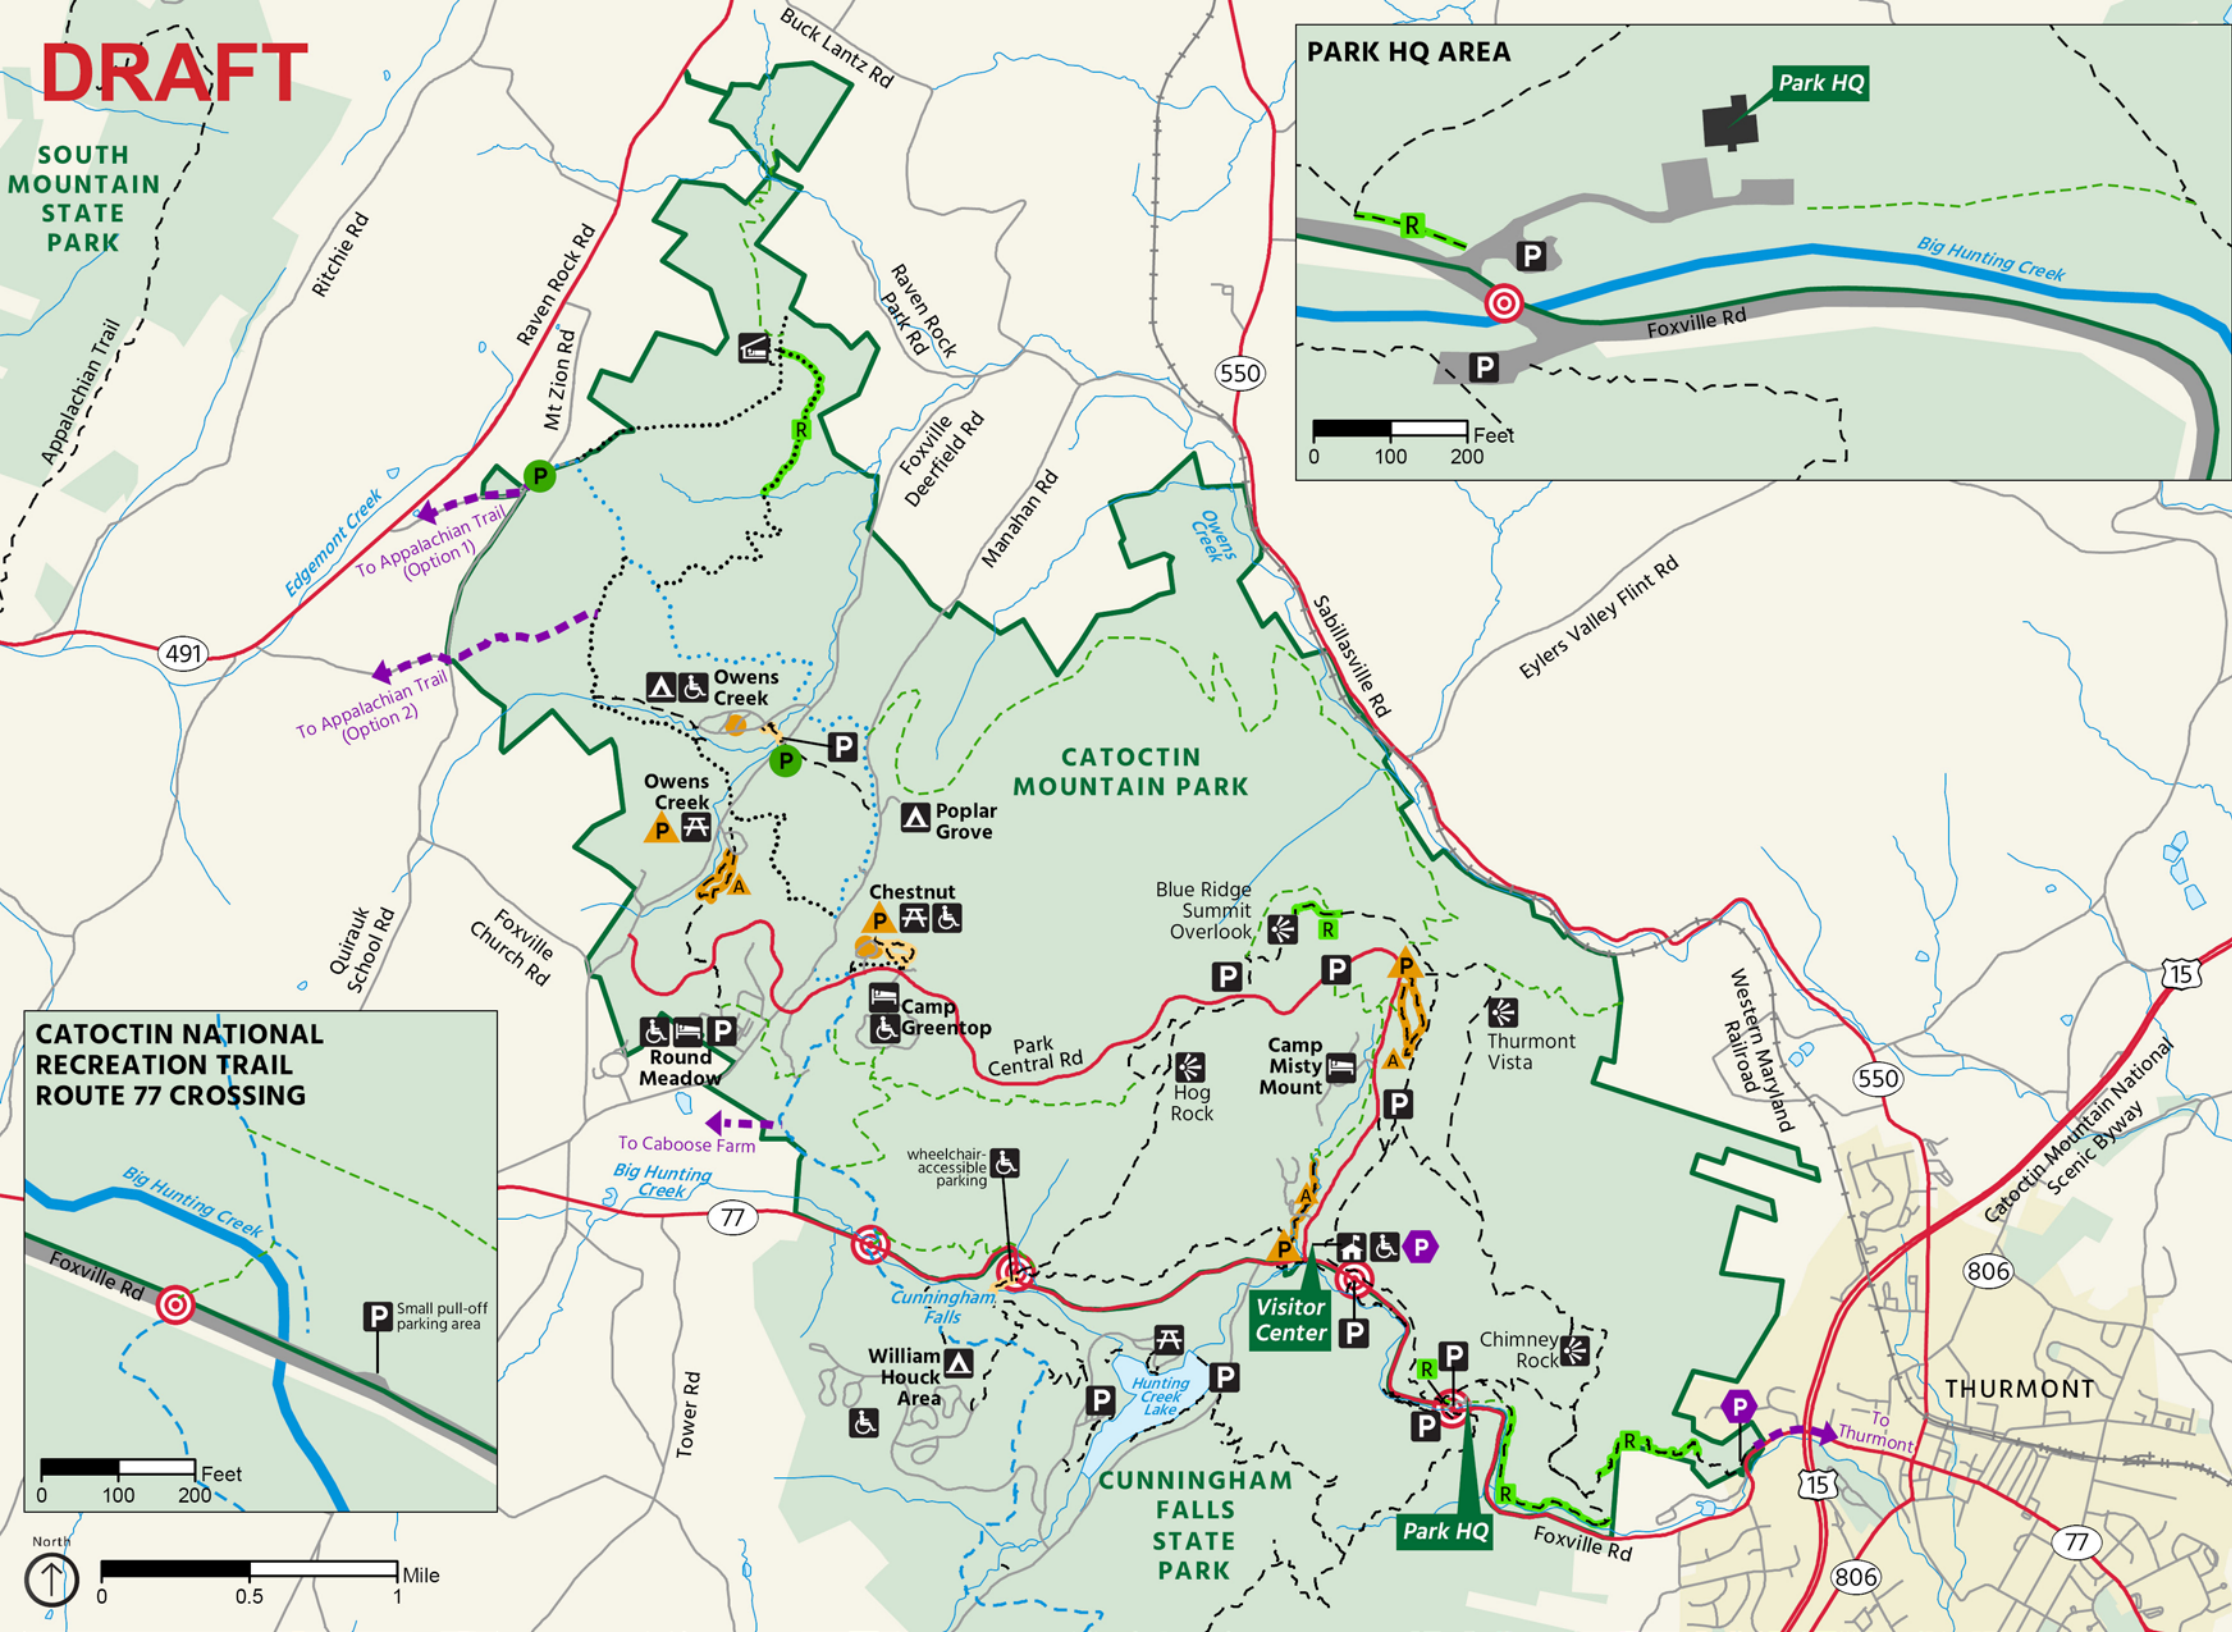 DRAFT
SOUTH
MOUNTAIN
STATE
PARK
Buck Lantz Rd
Ritchie Rd
Raven Rock Rd
Mt Zion Rd
Appalachian Trail
Raven Rock
Park Rd
Foxville
Deerfield Rd
Manahan Rd
550
PARK HQ AREA
Park HQ
R
P
Big Hunting Creek
Foxville Rd
P
Feet
0
100
200
R
P
To Appalachian Trail
(Option 1)
Edgemont Creek
Owens
Creek
491
To Appalachian Trail
(Option 2)
Sabillasville Rd
Eylers Valley Flint Rd
Owens
Creek
P
P
CATOCTIN
MOUNTAIN PARK
Owens
Creek
P
A
Poplar
Grove
Chestnut
P
Blue Ridge
Summit
Overlook
R
P
P
P
Quirauk
School Rd
Foxville
Church Rd
Western Maryland
Railroad
15
Camp
Greentop
P
Round
Meadow
Park
Central Rd
Hog
Rock
Camp
Misty
Mount
A
P
Thurmont
Vista
550
Catoctin Mountain National
Scenic Byway
CATOCTIN NATIONAL
RECREATION TRAIL
ROUTE 77 CROSSING
Big Hunting Creek
Foxville Rd
P
Small pull-off
parking area
Feet
0
100
200
To Caboose Farm
Big Hunting
Creek
77
wheelchair-
accessible
parking
A
P
P
Visitor
Center
P
Cunningham
Falls
William
Houck
Area
P
Hunting
Creek
Lake
P
R
P
P
Chimney
Rock
806
THURMONT
P
To
Thurmont
R
R
15
Tower Rd
CUNNINGHAM
FALLS
STATE
PARK
Park HQ
Foxville Rd
77
806
North
Mile
0
0.5
1